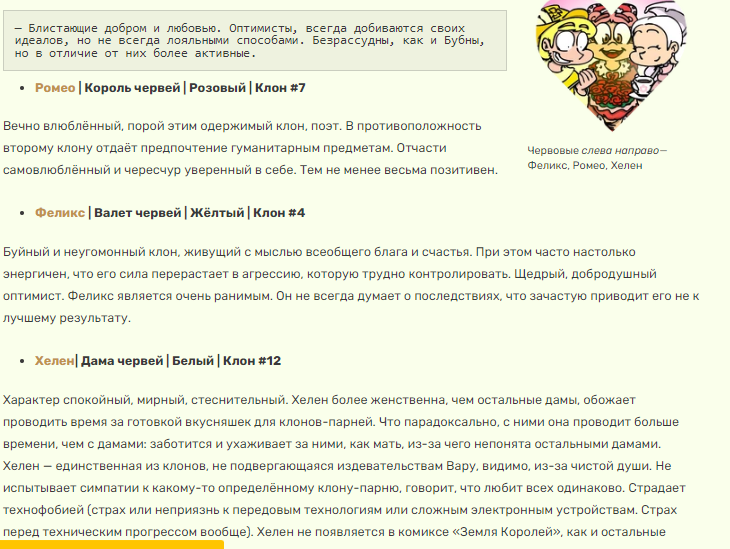 — Блистающие добром и любовью. Оптимисты, всегда добиваются своих
идеалов, но не всегда лояльными способами. Безрассудны, как и Бубны,
но в отличие от них более активные.
• Ромео | Король червей | Розовый | Клон #7
Вечно влюблённый, порой этим одержимый клон, поэт. В противоположность
второму клону отдаёт предпочтение гуманитарным предметам. Отчасти
самовлюблённый и чересчур уверенный в себе. Тем не менее весьма позитивен.
Червовые слева направо—
Феликс, Ромео, Хелен
• Феликс | Валет червей | Жёлтый | Клон #4
Буйный и неугомонный клон, живущий с мыслью всеобщего блага и счастья. При этом часто настолько
энергичен, что его сила перерастает в агрессию, которую трудно контролировать. Щедрый, добродушный
оптимист. Феликс является очень ранимым. Он не всегда думает о последствиях, что зачастую приводит его не к
лучшему результату.
• Хелен| Дама червей | Белый | Клон #12
Характер спокойный, мирный, стеснительный. Хелен более женственна, чем остальные дамы, обожает
проводить время за готовкой вкусняшек для клонов-парней. Что парадоксально, с ними она проводит больше
времени, чем с дамами: заботится и ухаживает за ними, как мать, из-за чего непонята остальными дамами.
Хелен — единственная из клонов, не подвергающаяся издевательствам Вару, видимо, из-за чистой души. Не
испытывает симпатии к какому-то определённому клону-парню, говорит, что любит всех одинаково. Страдает
технофобией (страх или неприязнь к передовым технологиям или сложным электронным устройствам. Страх
перед техническим прогрессом вообще). Хелен не появляется в комиксе «Земля Королей», как и остальные